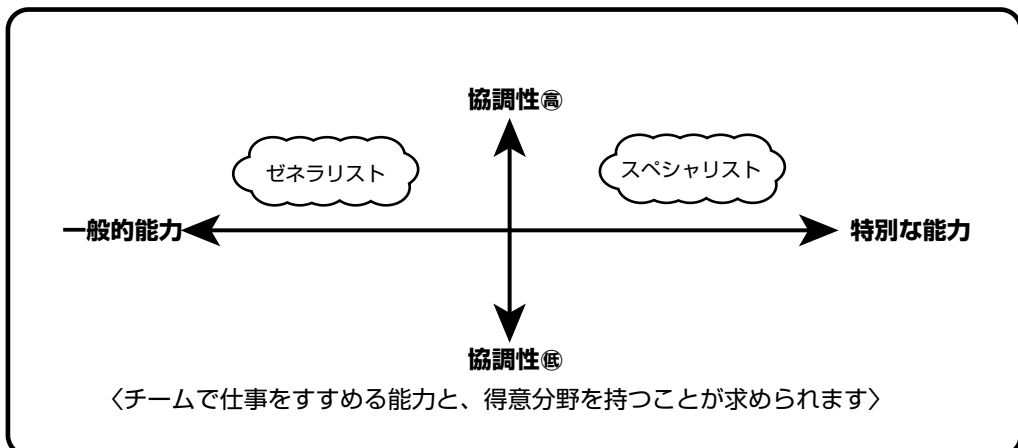 協調性㊤
ゼネラリスト
スペシャリスト
一般的能力
特別な能力
協調性
〈チームで仕事をすすめる能力と、得意分野を持つことが求められます〉